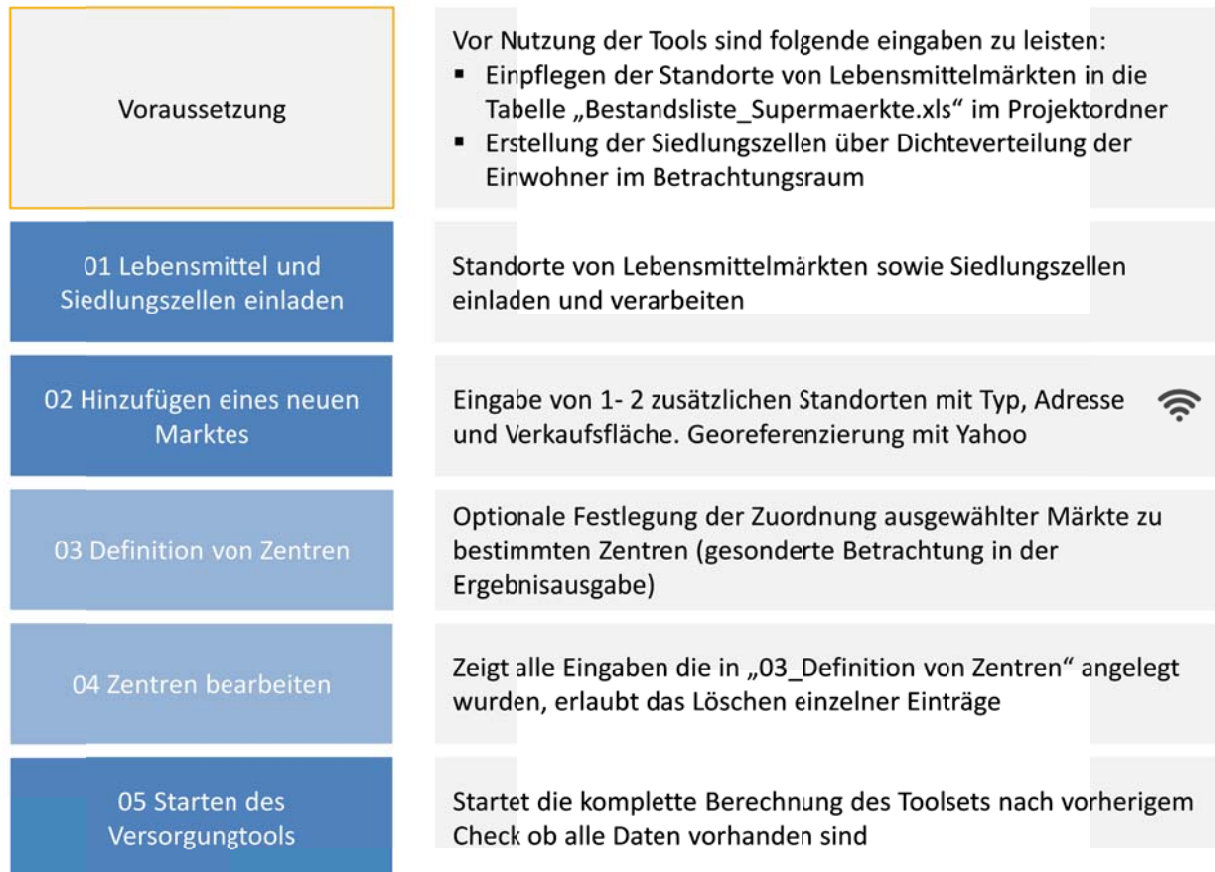 Voraussetzung
Vor Nutzung der Tools sind folgende eingaben zu leisten:
▪ Einpflegen der Standorte von Lebensmittelmärkten in die
Tabelle „Bestandsliste_Supermaerkte.xls“ im Projektordner
▪ Erstellung der Siedlungszellen über Dichteverteilung der
Einwohner im Betrachtungsraum
01 Lebensmittel und
Siedlungszellen einladen
Standorte von Lebensmittelmärkten sowie Siedlungszellen
einladen und verarbeiten
02 Hinzufügen eines neuen
Marktes
Eingabe von 1- 2 zusätzlichen Standorten mit Typ, Adresse
und Verkaufsfläche. Georeferenzierung mit Yahoo
03 Definition von Zentren
Optionale Festlegung der Zuordnung ausgewählter Märkte zu
bestimmten Zentren (gesonderte Betrachtung in der
Ergebnisausgabe)
04 Zentren bearbeiten
Zeigt alle Eingaben die in „03_Definition von Zentren“ angelegt
wurden, erlaubt das Löschen einzelner Einträge
05 Starten des
Versorgungtools
Startet die komplette Berechnung des Toolsets nach vorherigem
Check ob alle Daten vorhanden sind